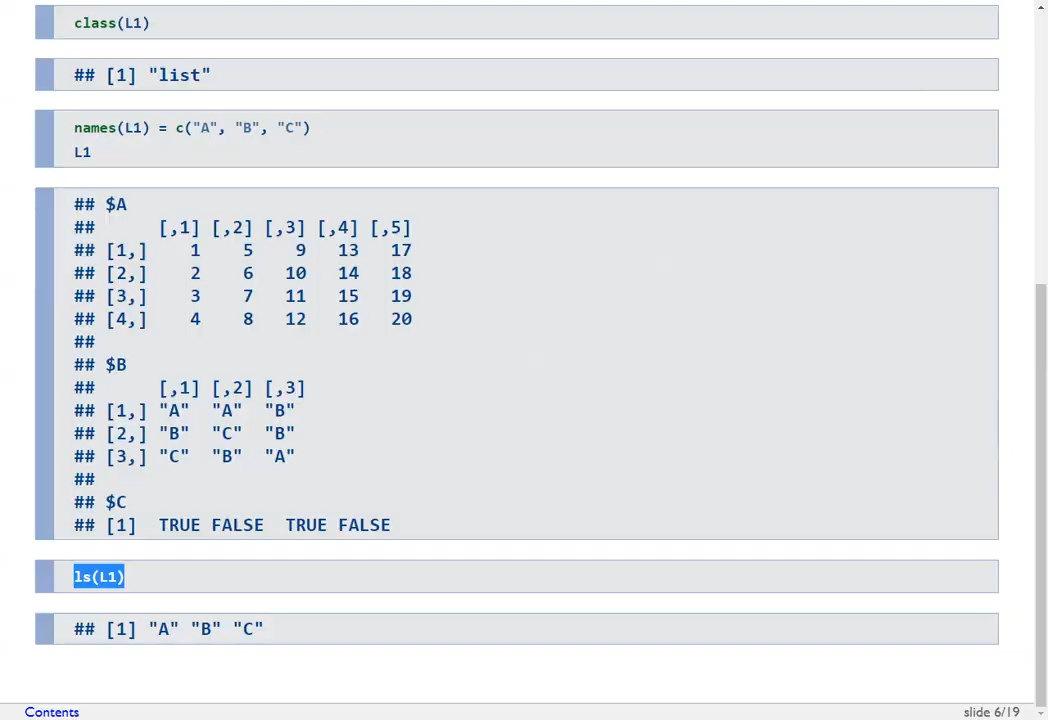 class(L1)
## [1] "list"
names(L1) = c("A", "B", "C")
L1
## $A
##      [,1] [,2] [,3] [,4] [,5]
## [1,]    1    5    9   13   17
## [2,]    2    6   10   14   18
## [3,]    3    7   11   15   19
## [4,]    4    8   12   16   20
##
## $B
##      [,1] [,2] [,3]
## [1,] "A"  "A"  "B"
## [2,] "B"  "C"  "B"
## [3,] "C"  "B"  "A"
##
## $C
## [1]  TRUE FALSE  TRUE FALSE
ls(L1)
## [1] "A" "B" "C"
Contents slide 6/19